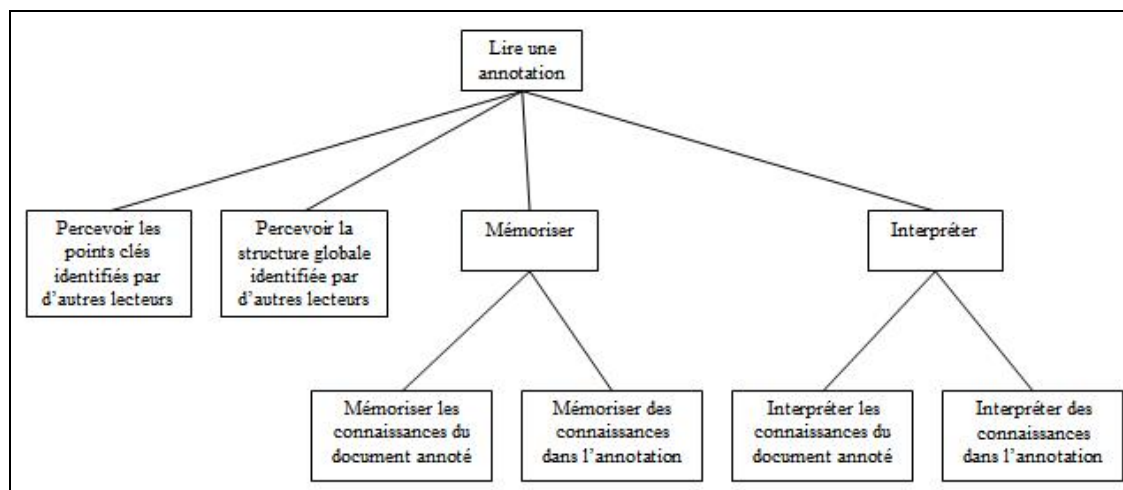 Lire une
annotation
Percevoir les
points clés
identifiés par
d'autres lecteurs
Percevoir la
structure globale
identifiée par
d'autres lecteurs
Mémoriser
Interpréter
Mémoriser les
connaissances du
document annoté
Mémoriser des
connaissances
dans l'annotation
Interpréter les
connaissances du
document annoté
Interpréter des
connaissances
dans l'annotation